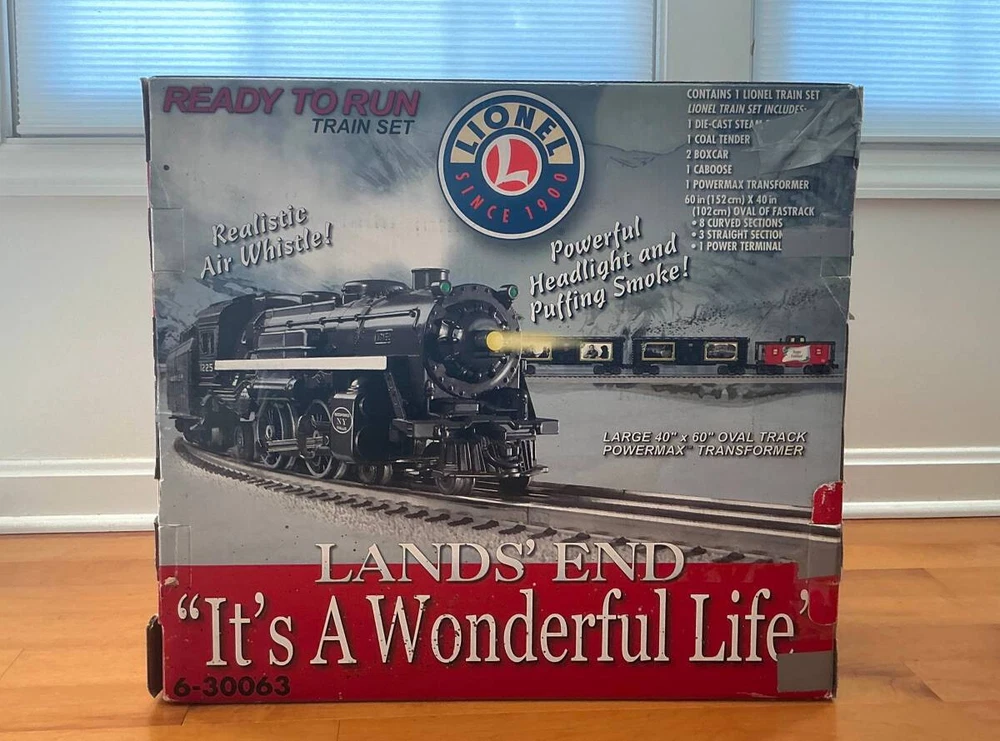 READY TO RUN
TRAIN SET
LIONEL
L
SINCE 1900
CONTAINS 1 LIONEL TRAIN SET
LIONEL TRAIN SET INCLUDES:
1 DIE-CAST STEAM
1 COAL TENDER
2 BOXCAR
1 CABOOSE
1 POWERMAX TRANSFORMER
60 in (152 cm) X 40 in
(102 cm) OVAL OF FASTRACK
• 8 CURVED SECTIONS
• 3 STRAIGHT SECTION
• 1 POWER TERMINAL
Realistic
Air Whistle!
Powerful
Headlight and
Puffing Smoke!
1225
NY
LARGE 40" x 60" OVAL TRACK
POWERMAX™ TRANSFORMER
LANDS' END
“It's A Wonderful Life’
6-30063